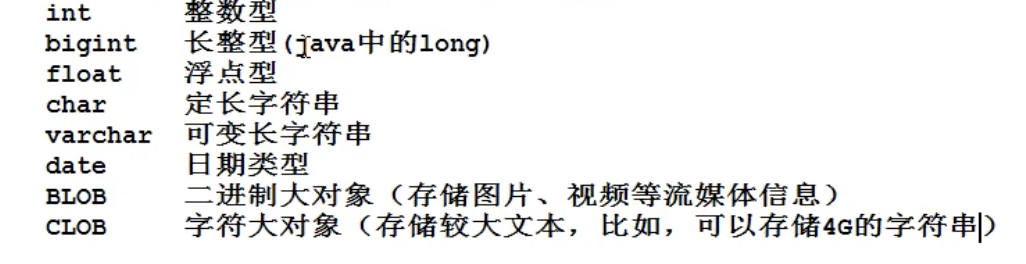 int 整数型
bigint 长整型(java中的long)
float 浮点型
char 定长字符串
varchar 可变长字符串
date 日期类型
BLOB 二进制大对象（存储图片、视频等流媒体信息）
CLOB 字符大对象（存储较大文本，比如，可以存储4G的字符串）